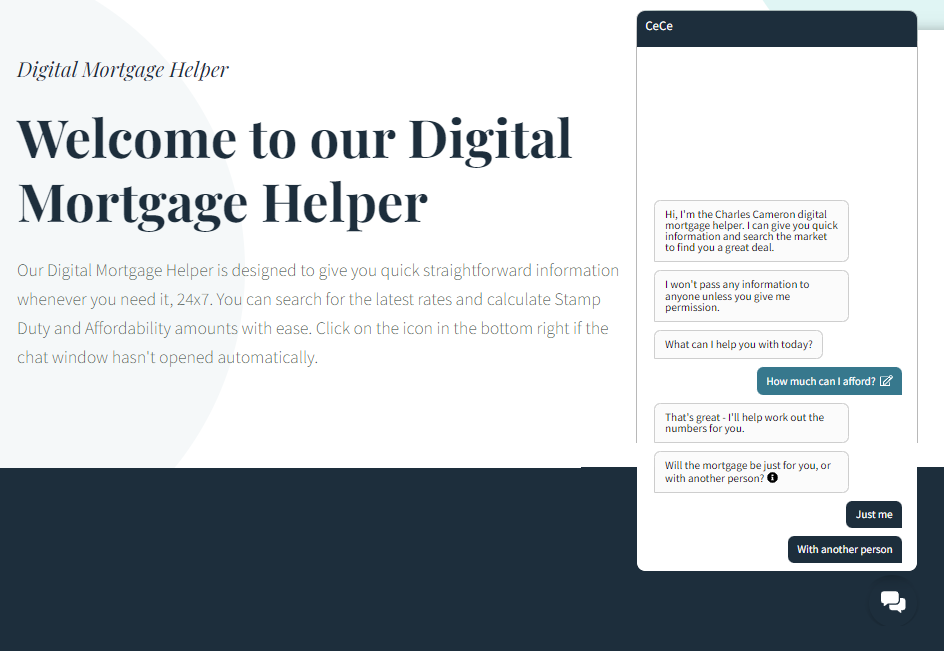 Digital Mortgage Helper
Welcome to our Digital
Mortgage Helper
Our Digital Mortgage Helper is designed to give you quick straightforward information
whenever you need it, 24x7. You can search for the latest rates and calculate Stamp
Duty and Affordability amounts with ease. Click on the icon in the bottom right if the
chat window hasn't opened automatically.
CeCe
Hi, I'm the Charles Cameron digital
mortgage helper. I can give you quick
information and search the market
to find you a great deal.
I won't pass any information to
anyone unless you give me
permission.
What can I help you with today?
How much can I afford?
That's great - I'll help work out the
numbers for you.
Will the mortgage be just for you, or
with another person?
Just me
With another person